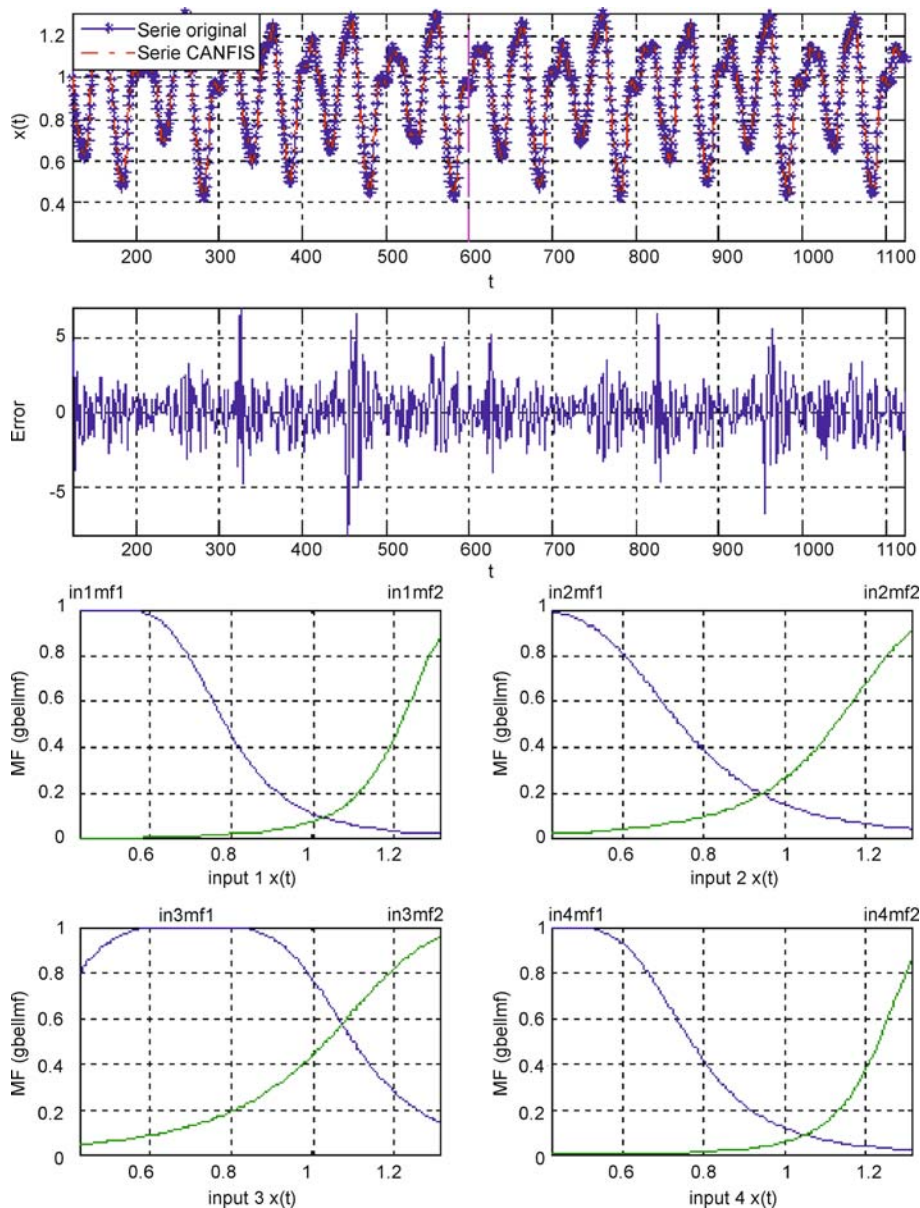 Serie original
Serie CANFIS
1.2
1.0
0.8
0.6
0.4
x(t)
200 300 400 500 600 700 800 900 1000 1100
t
5
0
-5
Error
200 300 400 500 600 700 800 900 1000 1100
t
in1mf1 in1mf2
1
0.8
0.6
0.4
0.2
0
MF (gbellmf)
0.6 0.8 1 1.2
input 1 x(t)
in2mf1 in2mf2
1
0.8
0.6
0.4
0.2
0
MF (gbellmf)
0.6 0.8 1 1.2
input 2 x(t)
in3mf1 in3mf2
1
0.8
0.6
0.4
0.2
0
MF (gbellmf)
0.6 0.8 1 1.2
input 3 x(t)
in4mf1 in4mf2
1
0.8
0.6
0.4
0.2
0
MF (gbellmf)
0.6 0.8 1 1.2
input 4 x(t)